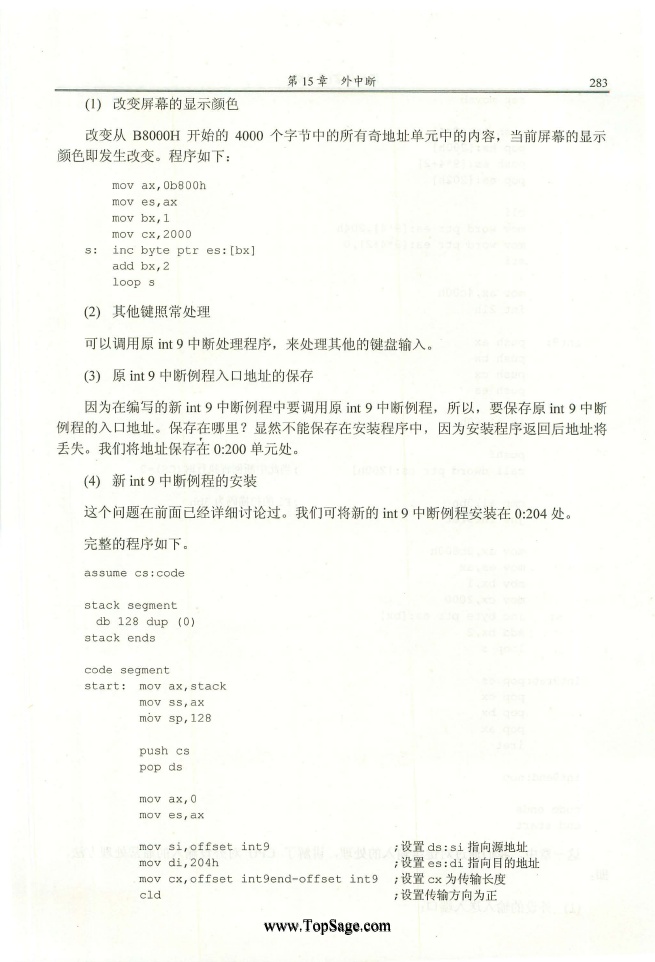 第 15 章 外中断 283
(1) 改变屏幕的显示颜色
改变从 B8000H 开始的 4000 个字节中的所有奇地址单元中的内容，当前屏幕的显示
颜色即发生改变。程序如下：
mov ax,0b800h
mov es,ax
mov bx,1
mov cx,2000
s: inc byte ptr es:[bx]
add bx,2
loop s
(2) 其他键照常处理
可以调用原 int 9 中断处理程序，来处理其他的键盘输入。
(3) 原 int 9 中断例程入口地址的保存
因为在编写的新 int 9 中断例程中要调用原 int 9 中断例程，所以，要保存原 int 9 中断
例程的入口地址。保存在哪里？显然不能保存在安装程序中，因为安装程序返回后地址将
丢失。我们将地址保存在 0:200 单元处。
(4) 新 int 9 中断例程的安装
这个问题在前面已经详细讨论过。我们可将新的 int 9 中断例程安装在 0:204 处。
完整的程序如下。
assume cs:code
stack segment
db 128 dup (0)
stack ends
code segment
start: mov ax,stack
mov ss,ax
mov sp,128
push cs
pop ds
mov ax,0
mov es,ax
mov si,offset int9 ;设置 ds:si 指向源地址
mov di,204h ;设置 es:di 指向目的地址
mov cx,offset int9end-offset int9 ;设置 cx 为传输长度
cld ;设置传输方向为正
www.TopSage.com